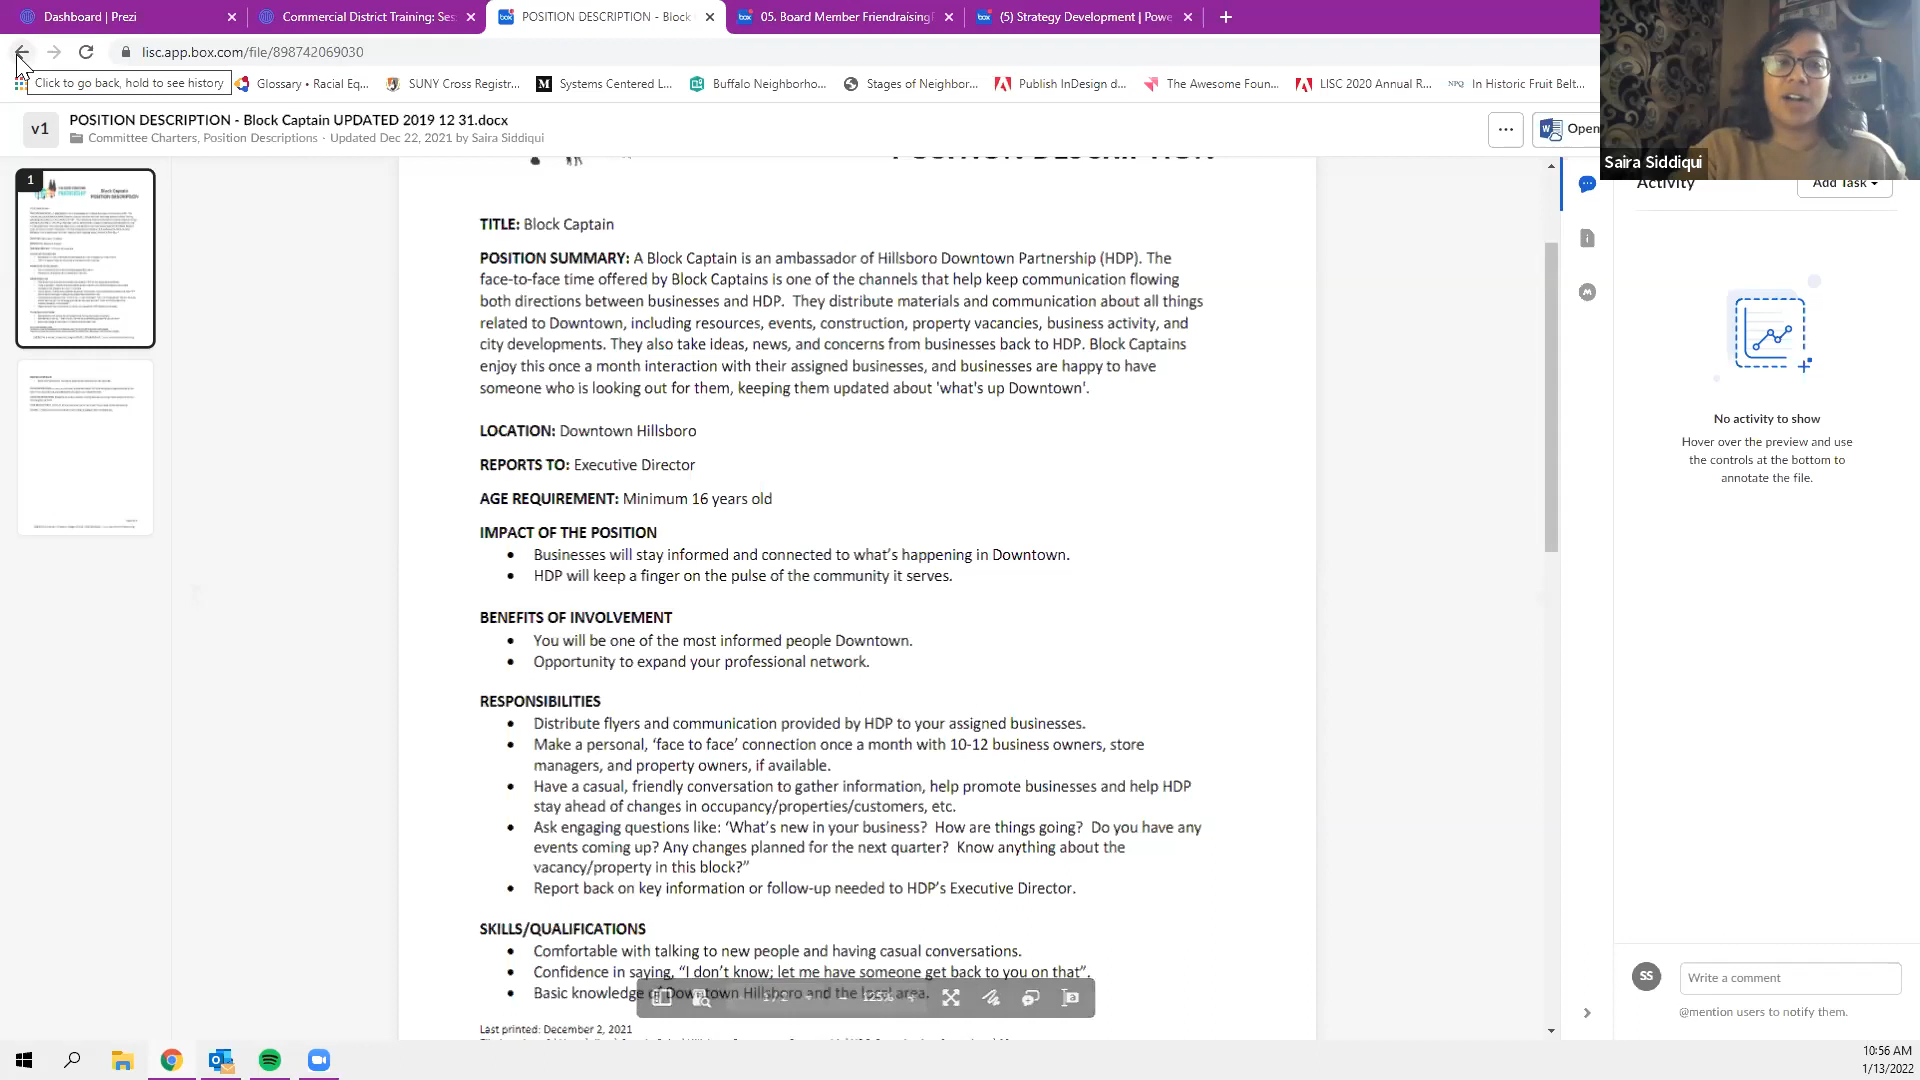 Dashboard | Prezi
Commercial District Training: Ses
POSITION DESCRIPTION - Block
05. Board Member Friendraising
(5) Strategy Development | Powe
lisc.app.box.com/file/898742069030
Click to go back, hold to see history
Glossary • Racial Eq...
SUNY Cross Registr...
Systems Centered L...
Buffalo Neighborho...
Stages of Neighbor...
Publish InDesign d...
The Awesome Foun...
LISC 2020 Annual R...
NPQ In Historic Fruit Belt...
v1
POSITION DESCRIPTION - Block Captain UPDATED 2019 12 31.docx
Committee Charters, Position Descriptions · Updated Dec 22, 2021 by Saira Siddiqui
Open
Saira Siddiqui
1
Block Captain
POSITION DESCRIPTION
POSITION DESCRIPTION
TITLE: Block Captain
POSITION SUMMARY: A Block Captain is an ambassador of Hillsboro Downtown Partnership (HDP). The
face-to-face time offered by Block Captains is one of the channels that help keep communication flowing
both directions between businesses and HDP. They distribute materials and communication about all things
related to Downtown, including resources, events, construction, property vacancies, business activity, and
city developments. They also take ideas, news, and concerns from businesses back to HDP. Block Captains
enjoy this once a month interaction with their assigned businesses, and businesses are happy to have
someone who is looking out for them, keeping them updated about 'what's up Downtown'.
LOCATION: Downtown Hillsboro
REPORTS TO: Executive Director
AGE REQUIREMENT: Minimum 16 years old
IMPACT OF THE POSITION
• Businesses will stay informed and connected to what's happening in Downtown.
• HDP will keep a finger on the pulse of the community it serves.
BENEFITS OF INVOLVEMENT
• You will be one of the most informed people Downtown.
• Opportunity to expand your professional network.
RESPONSIBILITIES
• Distribute flyers and communication provided by HDP to your assigned businesses.
• Make a personal, ‘face to face’ connection once a month with 10-12 business owners, store
managers, and property owners, if available.
• Have a casual, friendly conversation to gather information, help promote businesses and help HDP
stay ahead of changes in occupancy/properties/customers, etc.
• Ask engaging questions like: ‘What’s new in your business? How are things going? Do you have any
events coming up? Any changes planned for the next quarter? Know anything about the
vacancy/property in this block?”
• Report back on key information or follow-up needed to HDP’s Executive Director.
SKILLS/QUALIFICATIONS
• Comfortable with talking to new people and having casual conversations.
• Confidence in saying, “I don’t know; let me have someone get back to you on that”.
• Basic knowledge of Downtown Hillsboro and the local area.
1 / 2
125%
Last printed: December 2, 2021
Activity
Add Task
No activity to show
Hover over the preview and use
the controls at the bottom to
annotate the file.
SS
Write a comment
@mention users to notify them.
10:56 AM
1/13/2022